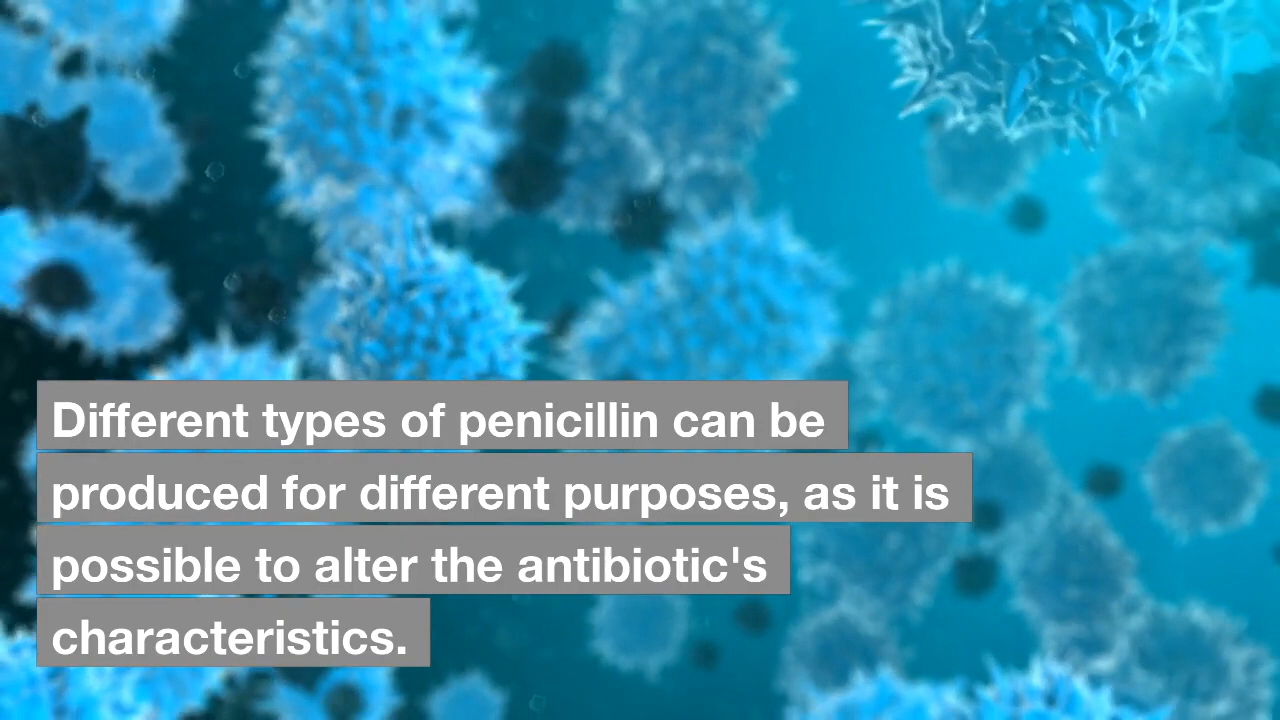 Different types of penicillin can be
produced for different purposes, as it is
possible to alter the antibiotic's
characteristics.